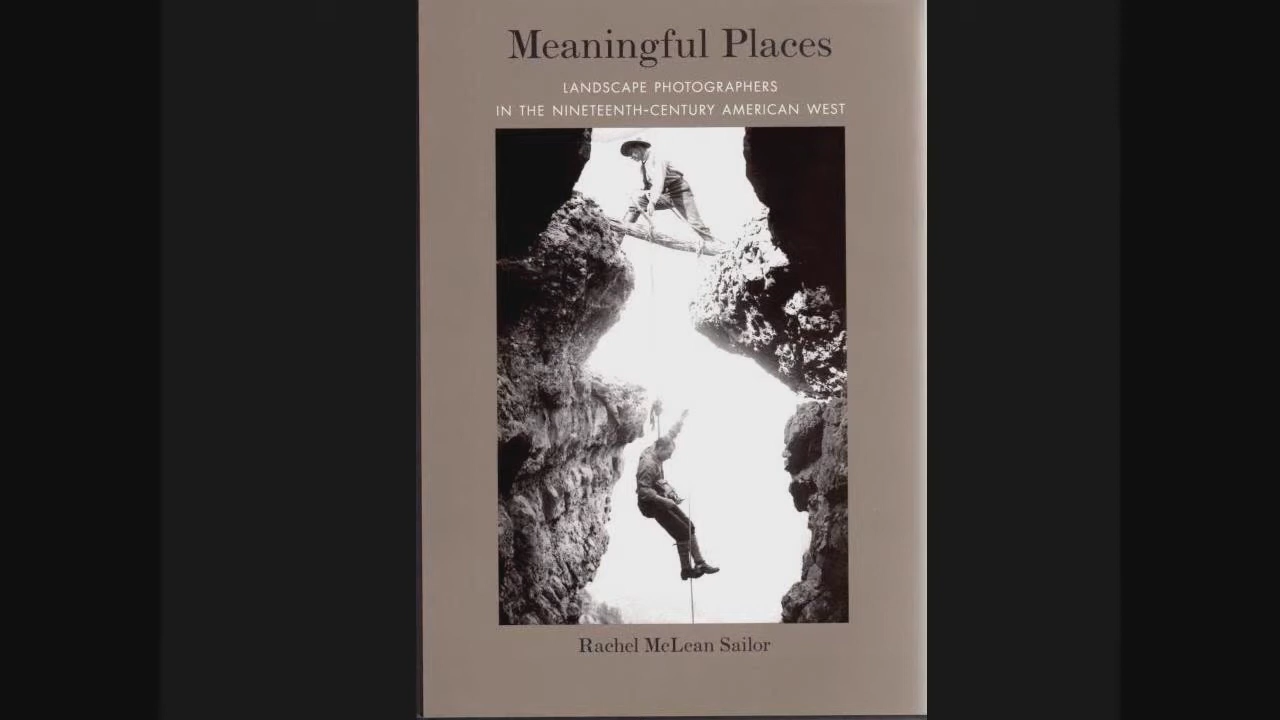 Meaningful Places
LANDSCAPE PHOTOGRAPHERS
IN THE NINETEENTH-CENTURY AMERICAN WEST
Rachel McLean Sailor